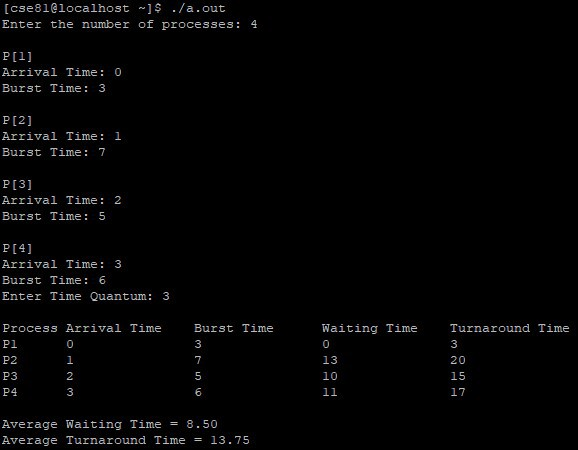 [cse81@localhost ~]$ ./a.out
Enter the number of processes: 4
P[1]
Arrival Time: 0
Burst Time: 3
P[2]
Arrival Time: 1
Burst Time: 7
P[3]
Arrival Time: 2
Burst Time: 5
P[4]
Arrival Time: 3
Burst Time: 6
Enter Time Quantum: 3
Process Arrival Time Burst Time Waiting Time Turnaround Time
P1 0 3 0 3
P2 1 7 13 20
P3 2 5 10 15
P4 3 6 11 17
Average Waiting Time = 8.50
Average Turnaround Time = 13.75